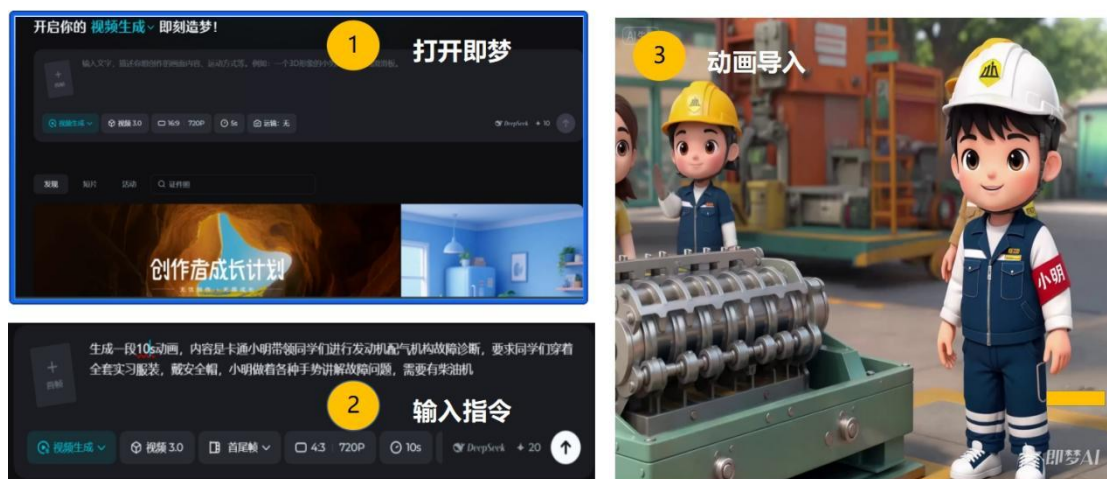 开启你的 视频生成 即刻造梦！
1
打开即梦
视频生成
视频 3.0
16:9
720P
5s
运镜：无
DeepSeek
10
发现
短片
活动
证件照
创作者成长计划
生成一段10s动画，内容是卡通小明带领同学们进行发动机配气机构故障诊断，要求同学们穿着
全套实习服装，戴安全帽，小明做着各种手势讲解故障问题，需要有柴油机
2
输入指令
视频生成
视频 3.0
首尾帧
4:3
720P
10s
DeepSeek
20
3
动画导入
小明
即梦AI